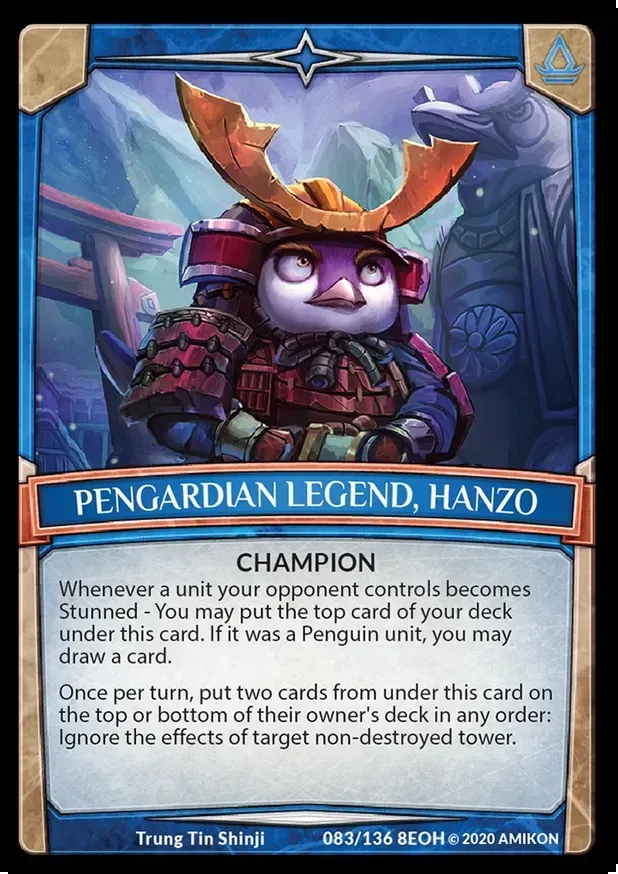 PENGARDIAN LEGEND, HANZO
CHAMPION
Whenever a unit your opponent controls becomes
Stunned - You may put the top card of your deck
under this card. If it was a Penguin unit, you may
draw a card.
Once per turn, put two cards from under this card on
the top or bottom of their owner's deck in any order:
Ignore the effects of target non-destroyed tower.
Trung Tin Shinji 083/136 8EOH © 2020 AMIKON